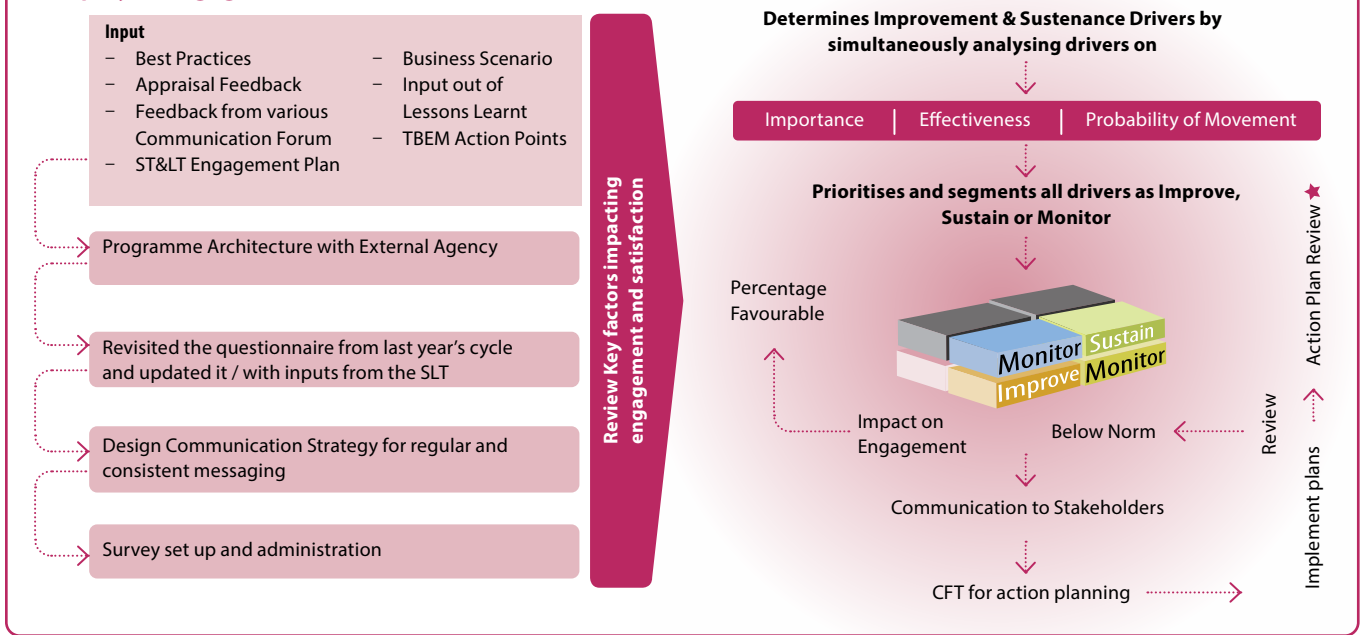 Input
– Best Practices
– Appraisal Feedback
– Feedback from various
Communication Forum
– ST&LT Engagement Plan
– Business Scenario
– Input out of
Lessons Learnt
– TBEM Action Points
Programme Architecture with External Agency
Revisited the questionnaire from last year's cycle
and updated it / with inputs from the SLT
Design Communication Strategy for regular and
consistent messaging
Survey set up and administration
Review Key factors impacting
engagement and satisfaction
Determines Improvement & Sustenance Drivers by
simultaneously analysing drivers on
Importance | Effectiveness | Probability of Movement
Prioritises and segments all drivers as Improve,
Sustain or Monitor
Percentage
Favourable
Monitor
Sustain
Improve
Monitor
Impact on
Engagement
Below Norm
Communication to Stakeholders
CFT for action planning
Review
Implement plans
Action Plan Review